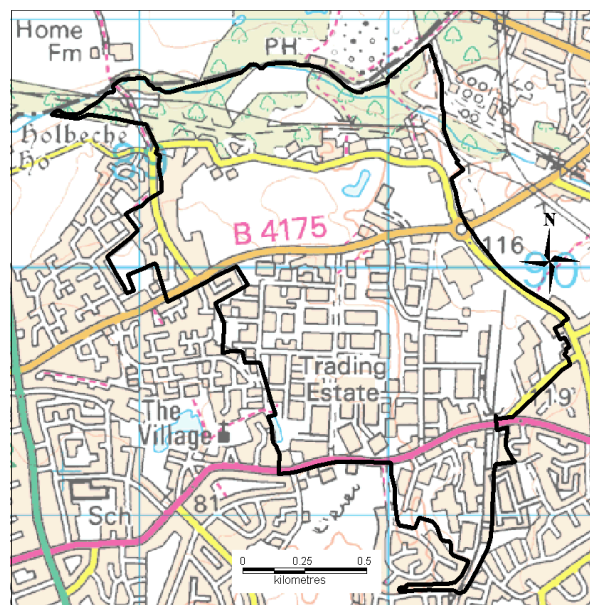 Home
Fm
PH
Holbeche
Ho
B 4175
116
N
90
Trading
Estate
19
The
Village
81
Sch
0 0.25 0.5
kilometres